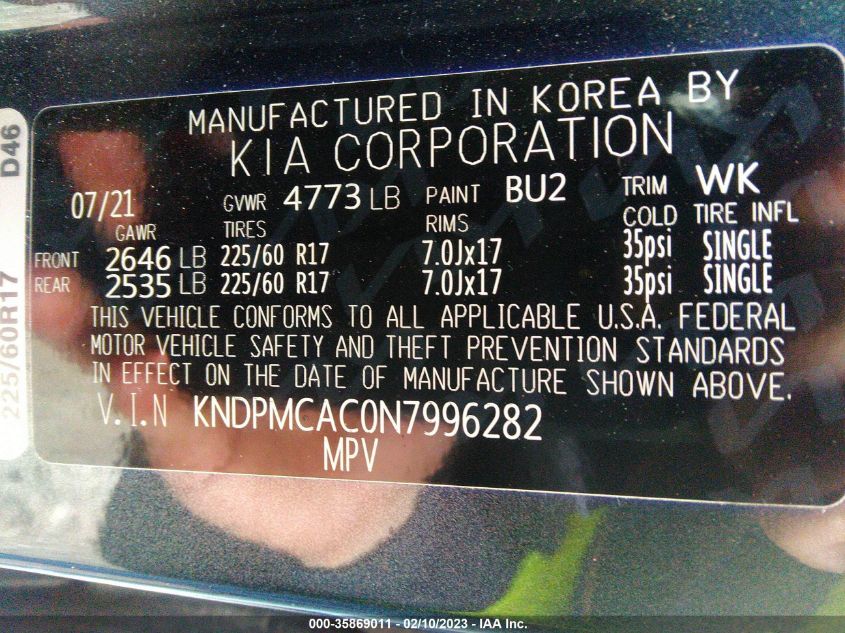 MANUFACTURED IN KOREA BY
KIA CORPORATION
07/21 GVWR 4773 LB PAINT BU2 TRIM WK
GAWR TIRES RIMS COLD TIRE INFL
FRONT 2646 LB 225/60 R17 7.0Jx17 35psi SINGLE
REAR 2535 LB 225/60 R17 7.0Jx17 35psi SINGLE
THIS VEHICLE CONFORMS TO ALL APPLICABLE U.S.A. FEDERAL
MOTOR VEHICLE SAFETY AND THEFT PREVENTION STANDARDS
IN EFFECT ON THE DATE OF MANUFACTURE SHOWN ABOVE.
V.I.N KNDPMCAC0N7996282
MPV
225/60R17 D46
000-35869011 - 02/10/2023 - IAA Inc.